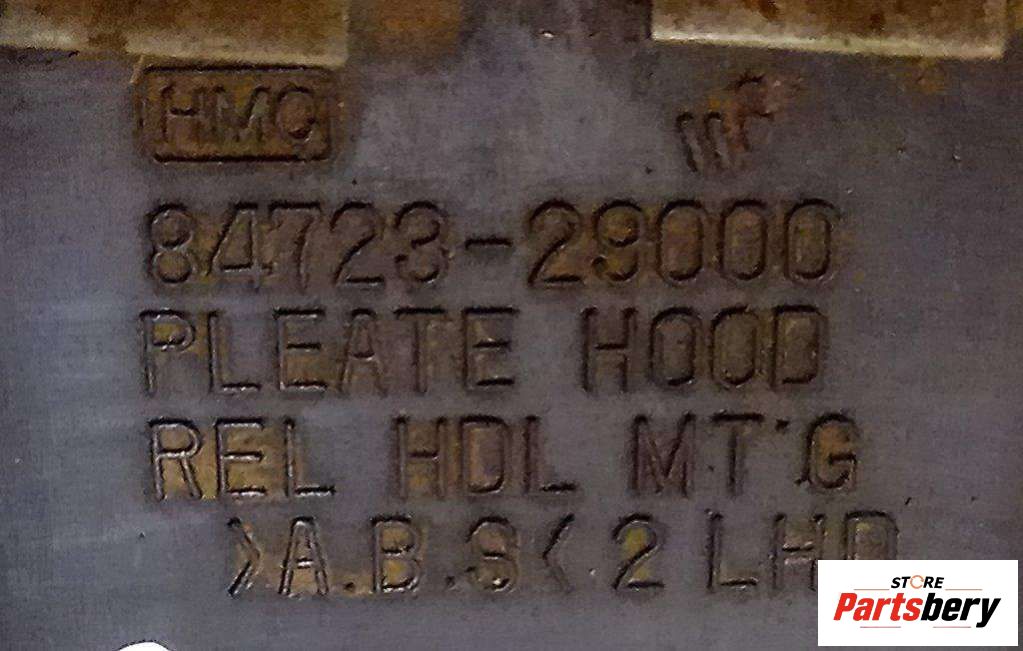 HMC
84723-29000
PLEATE HOOD
REL HDL MT'G
>A.B.S<.2 LHD
STORE
Partsbery